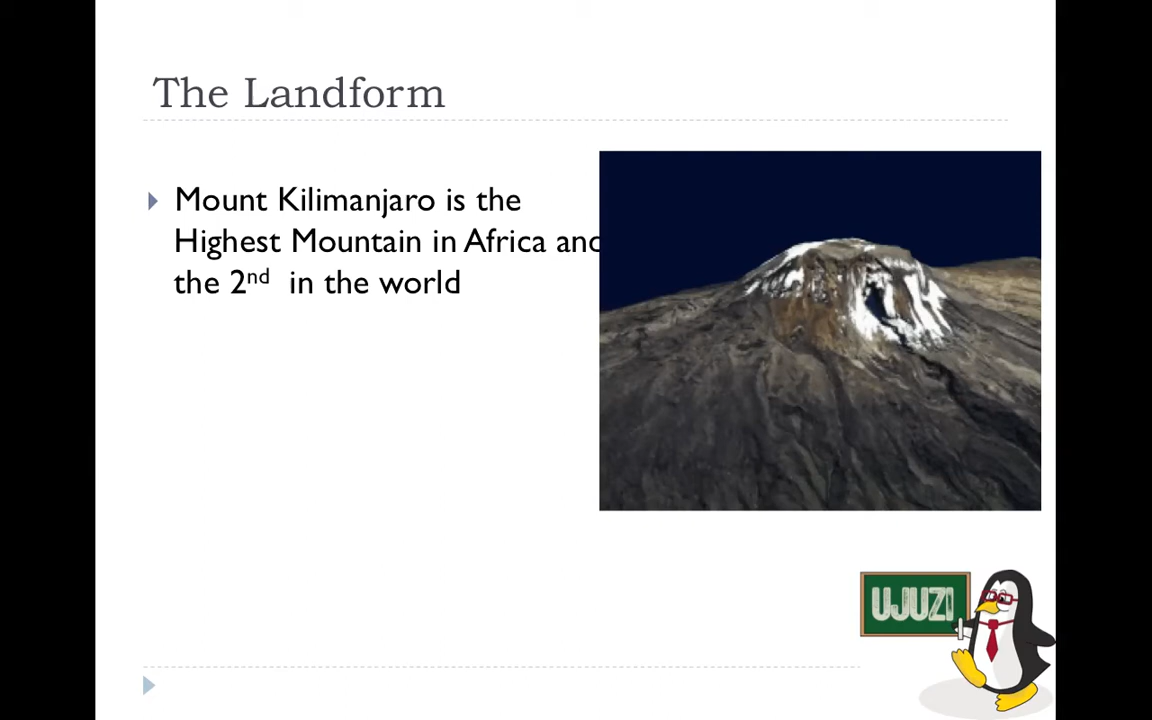 The Landform
Mount Kilimanjaro is the
Highest Mountain in Africa and
the 2nd in the world
UJUZI